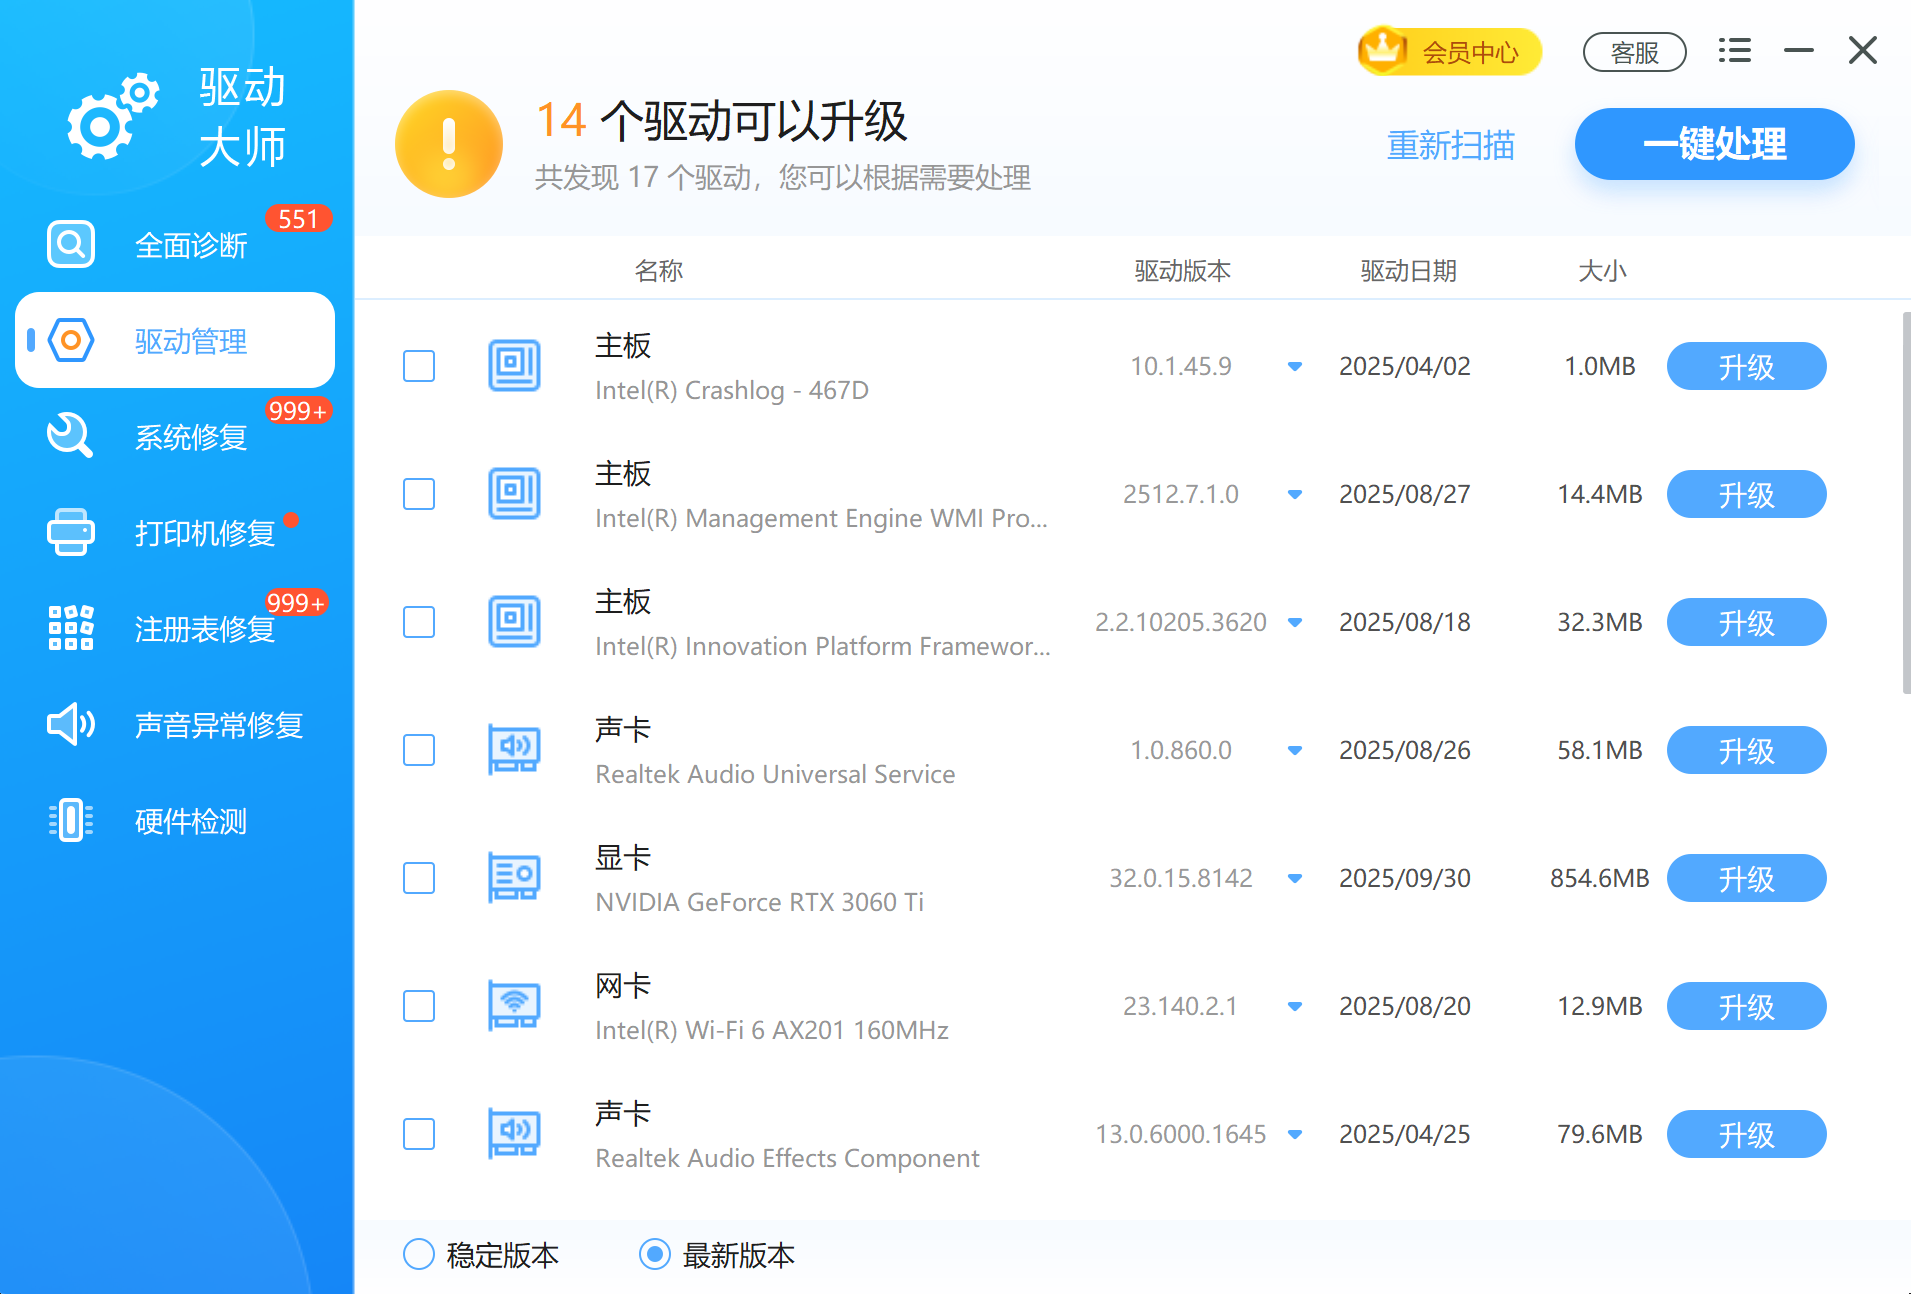 驱动
大师
全面诊断
551
驱动管理
系统修复
999+
打印机修复
注册表修复
999+
声音异常修复
硬件检测
会员中心
客服
14 个驱动可以升级
共发现 17 个驱动，您可以根据需要处理
重新扫描
一键处理
名称 驱动版本 驱动日期 大小
主板
Intel(R) Crashlog - 467D
10.1.45.9 2025/04/02 1.0MB 升级
主板
Intel(R) Management Engine WMI Pro...
2512.7.1.0 2025/08/27 14.4MB 升级
主板
Intel(R) Innovation Platform Framewor...
2.2.10205.3620 2025/08/18 32.3MB 升级
声卡
Realtek Audio Universal Service
1.0.860.0 2025/08/26 58.1MB 升级
显卡
NVIDIA GeForce RTX 3060 Ti
32.0.15.8142 2025/09/30 854.6MB 升级
网卡
Intel(R) Wi-Fi 6 AX201 160MHz
23.140.2.1 2025/08/20 12.9MB 升级
声卡
Realtek Audio Effects Component
13.0.6000.1645 2025/04/25 79.6MB 升级
稳定版本 最新版本